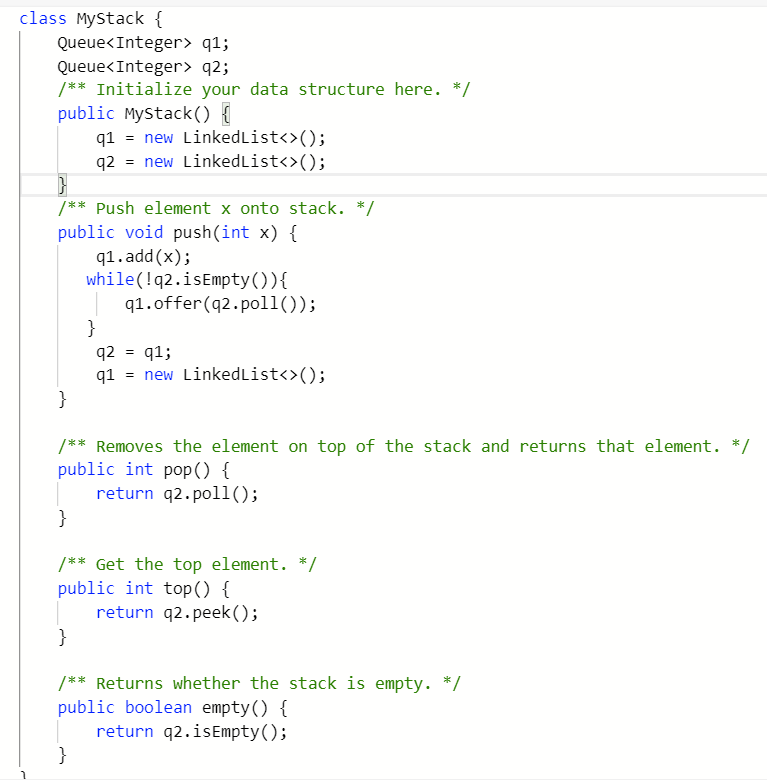 class MyStack {
    Queue<Integer> q1;
    Queue<Integer> q2;
    /** Initialize your data structure here. */
    public MyStack() {
        q1 = new LinkedList<>();
        q2 = new LinkedList<>();
    }
    /** Push element x onto stack. */
    public void push(int x) {
        q1.add(x);
       while(!q2.isEmpty()){
           q1.offer(q2.poll());
       }
        q2 = q1;
        q1 = new LinkedList<>();
    }

    /** Removes the element on top of the stack and returns that element. */
    public int pop() {
        return q2.poll();
    }

    /** Get the top element. */
    public int top() {
        return q2.peek();
    }

    /** Returns whether the stack is empty. */
    public boolean empty() {
        return q2.isEmpty();
    }
}